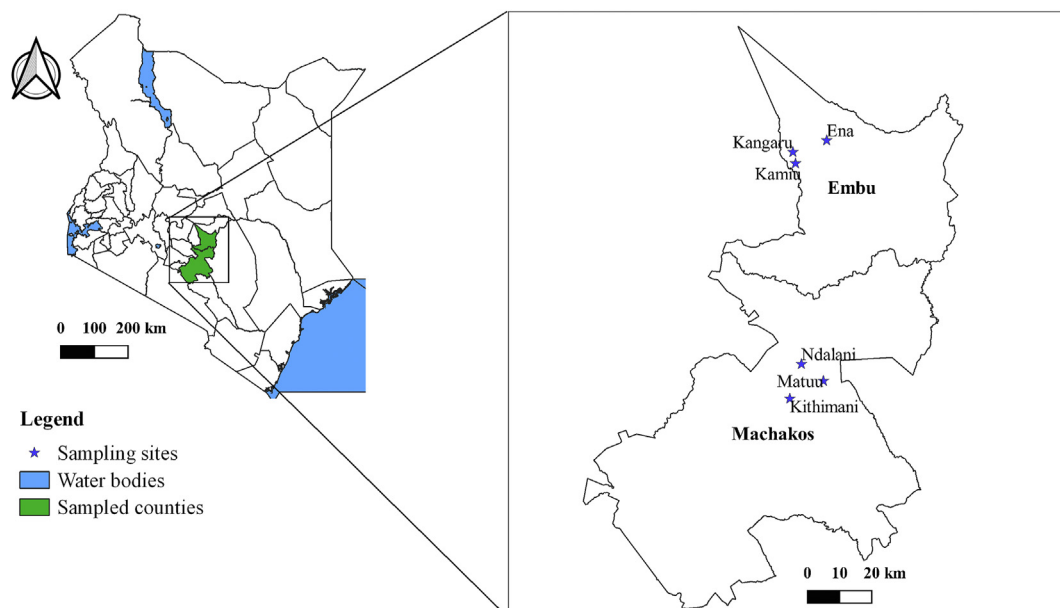 0 100 200 km
Legend
Sampling sites
Water bodies
Sampled counties
Ena
Kangaru
Kamiu
Embu
Ndalani
Matuu
Kithimani
Machakos
0 10 20 km